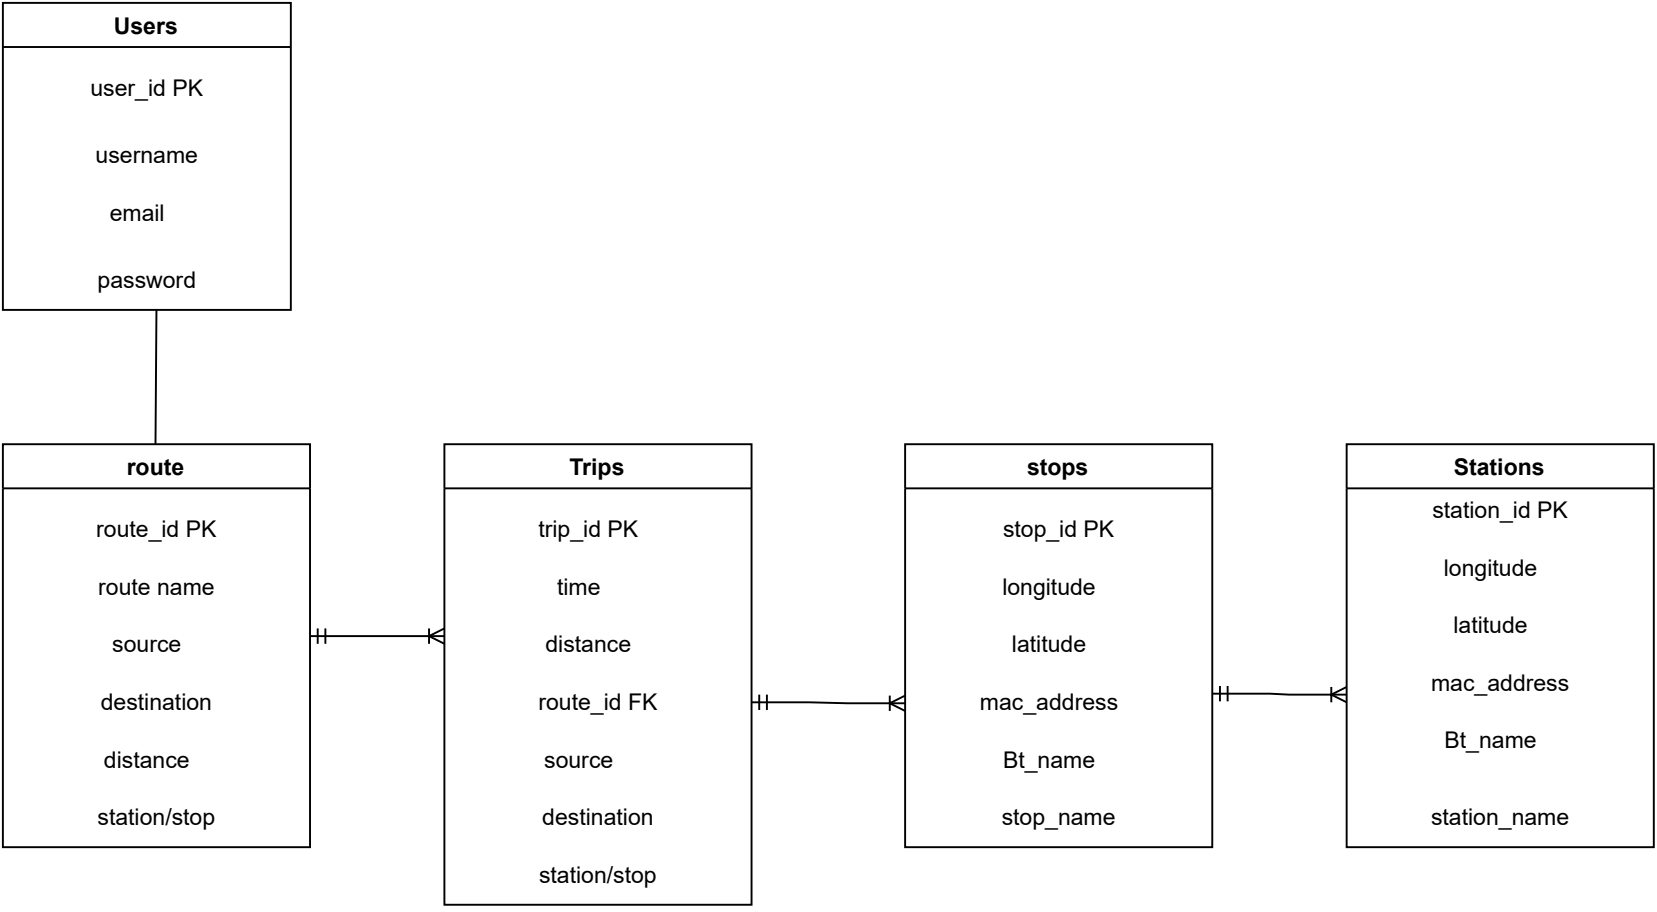 Users
user_id PK
username
email
password
route
route_id PK
route name
source
destination
distance
station/stop
Trips
trip_id PK
time
distance
route_id FK
source
destination
station/stop
stops
stop_id PK
longitude
latitude
mac_address
Bt_name
stop_name
Stations
station_id PK
longitude
latitude
mac_address
Bt_name
station_name